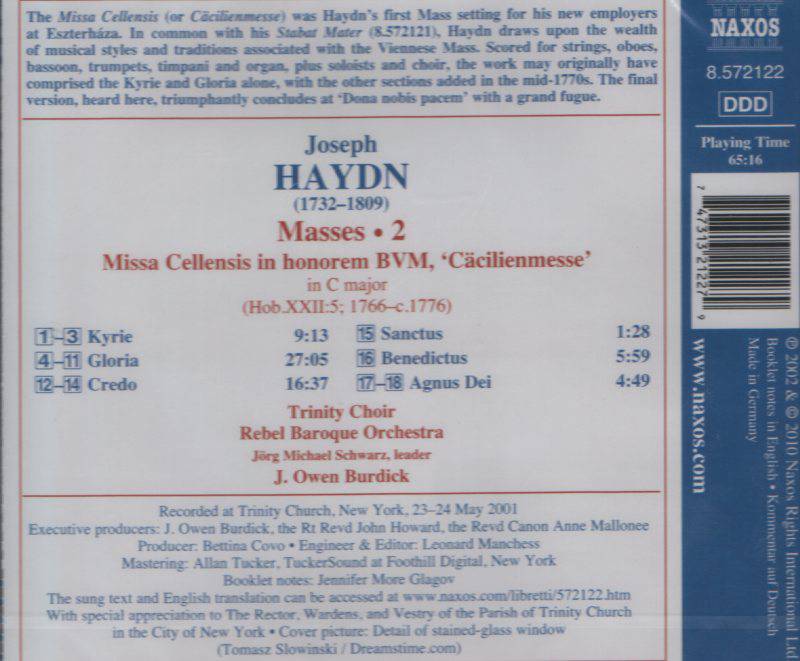 The Missa Cellensis (or Cäcilienmesse) was Haydn's first Mass setting for his new employers
at Eszterháza. In common with his Stabat Mater (8.572121), Haydn draws upon the wealth
of musical styles and traditions associated with the Viennese Mass. Scored for strings, oboes,
bassoon, trumpets, timpani and organ, plus soloists and choir, the work may originally have
comprised the Kyrie and Gloria alone, with the other sections added in the mid-1770s. The final
version, heard here, triumphantly concludes at 'Dona nobis pacem' with a grand fugue.
Joseph
HAYDN
(1732–1809)
Masses • 2
Missa Cellensis in honorem BVM, 'Cäcilienmesse'
in C major
(Hob.XXII:5; 1766–c.1776)
1–3 Kyrie 9:13
4–11 Gloria 27:05
12–14 Credo 16:37
15 Sanctus 1:28
16 Benedictus 5:59
17–18 Agnus Dei 4:49
Trinity Choir
Rebel Baroque Orchestra
Jörg Michael Schwarz, leader
J. Owen Burdick
Recorded at Trinity Church, New York, 23–24 May 2001
Executive producers: J. Owen Burdick, the Rt Revd John Howard, the Revd Canon Anne Mallonee
Producer: Bettina Covo • Engineer & Editor: Leonard Manchess
Mastering: Allan Tucker, TuckerSound at Foothill Digital, New York
Booklet notes: Jennifer More Glagov
The sung text and English translation can be accessed at www.naxos.com/libretti/572122.htm
With special appreciation to The Rector, Wardens, and Vestry of the Parish of Trinity Church
in the City of New York • Cover picture: Detail of stained-glass window
(Tomasz Slowinski / Dreamstime.com)
NAXOS
8.572122
DDD
Playing Time
65:16
7 47313 21227 9
℗ 2002 & © 2010 Naxos Rights International Ltd
Booklet notes in English • Kommentar auf Deutsch
Made in Germany
www.naxos.com